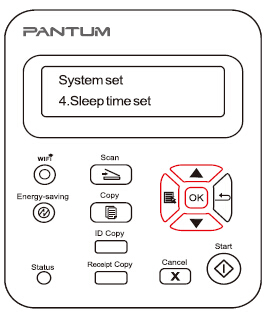 PANTUM
System set
4.Sleep time set
WiFi
Scan
Energy-saving
Copy
OK
ID Copy
Start
Status
Receipt Copy
Cancel
X